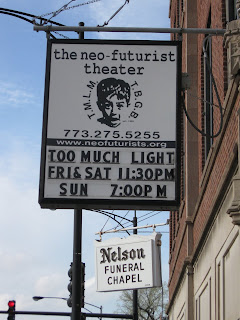 the neo-futurist
theater
T.M.L.M.
T.B.G.B.
773.275.5255
www.neofuturists.org
TOO MUCH LIGHT
FRI & SAT 11:30PM
SUN 7:00PM
Nelson
FUNERAL
CHAPEL